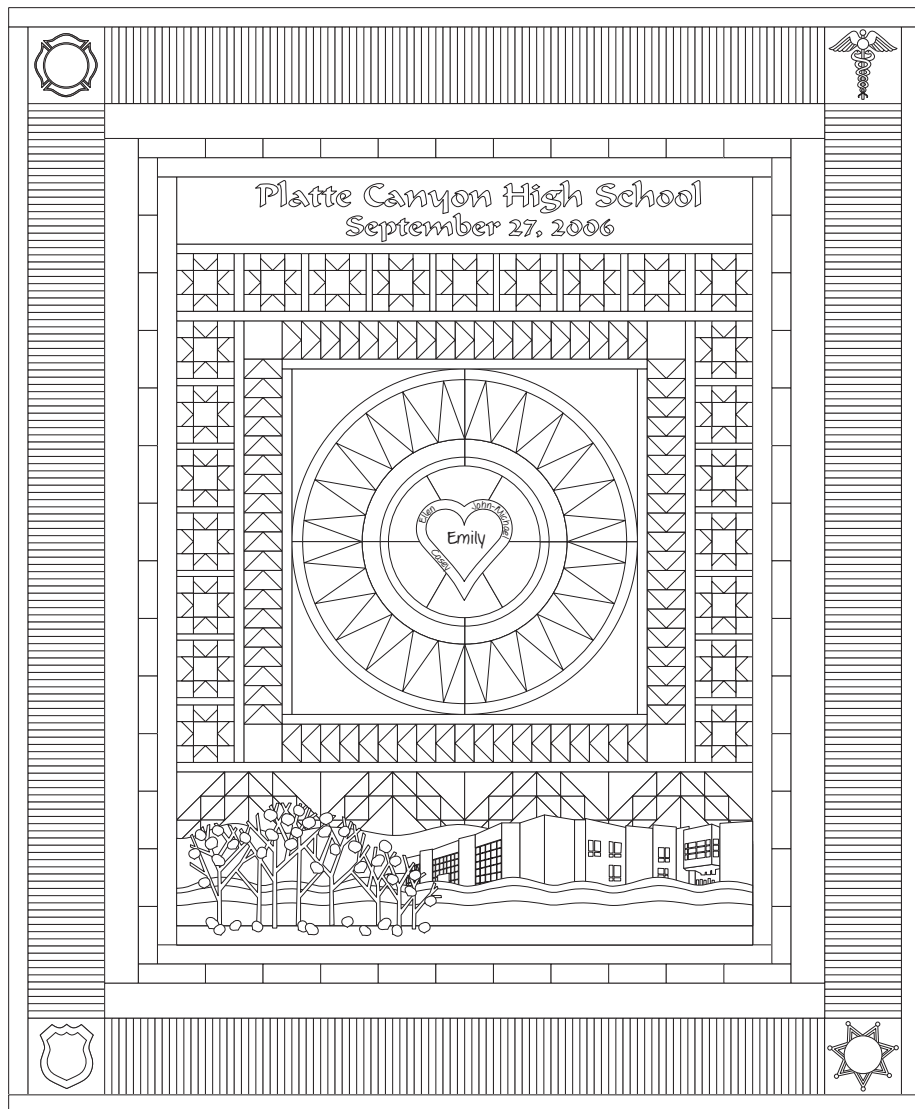 Platte Canyon High School
September 27, 2006
Ellen
John-Michael
Emily
Casey